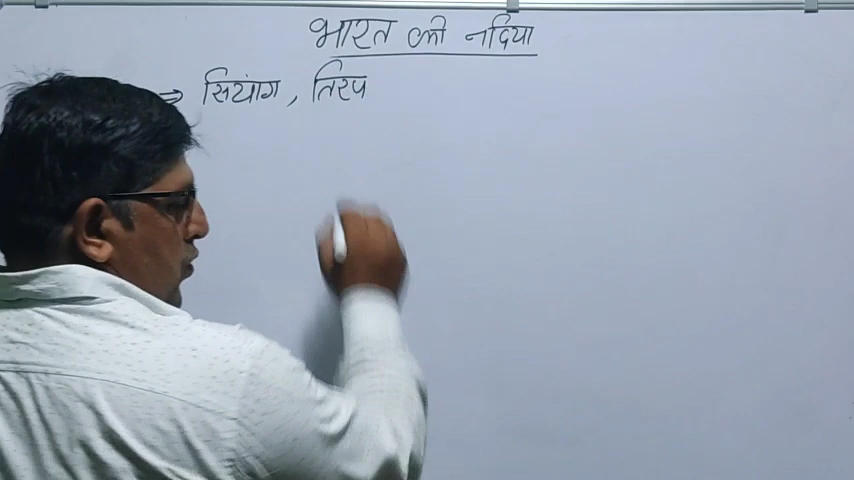 भारत की नदिया
⇒ सियांग, तिरप